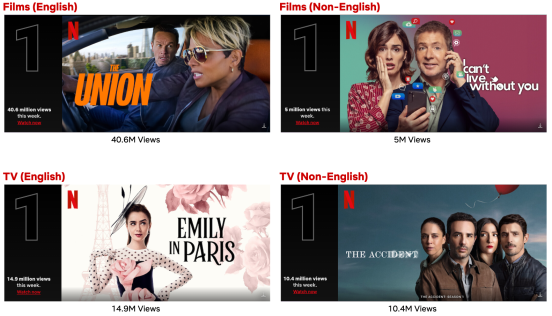 Films (English)
Films (Non-English)
1
N
THE
UNION
40.6 million views
this week.
Watch now
1
N
I
can't
live
without you
5 million views this
week.
Watch now
40.6M Views
5M Views
TV (English)
TV (Non-English)
1
N
EMILY
IN PARIS
14.9 million views
this week.
Watch now
1
N
THE ACCIDENT
10.4 million views
this week.
Watch now
THE ACCIDENT SEASON 1
14.9M Views
10.4M Views